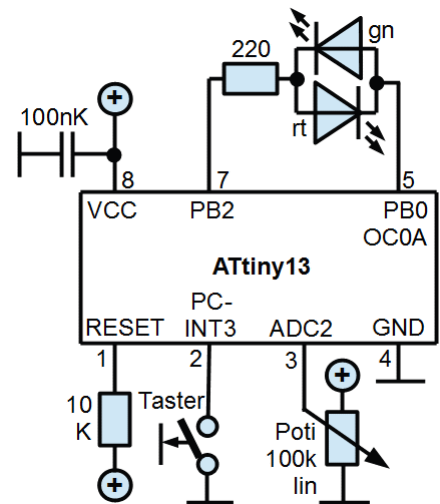 gn
220
rt
100nK
+
8
7
5
VCC
PB2
PB0
OC0A
ATtiny13
PC-
RESET
INT3
ADC2
GND
1
2
3
4
+
10
K
Taster
Poti
100k
lin
+